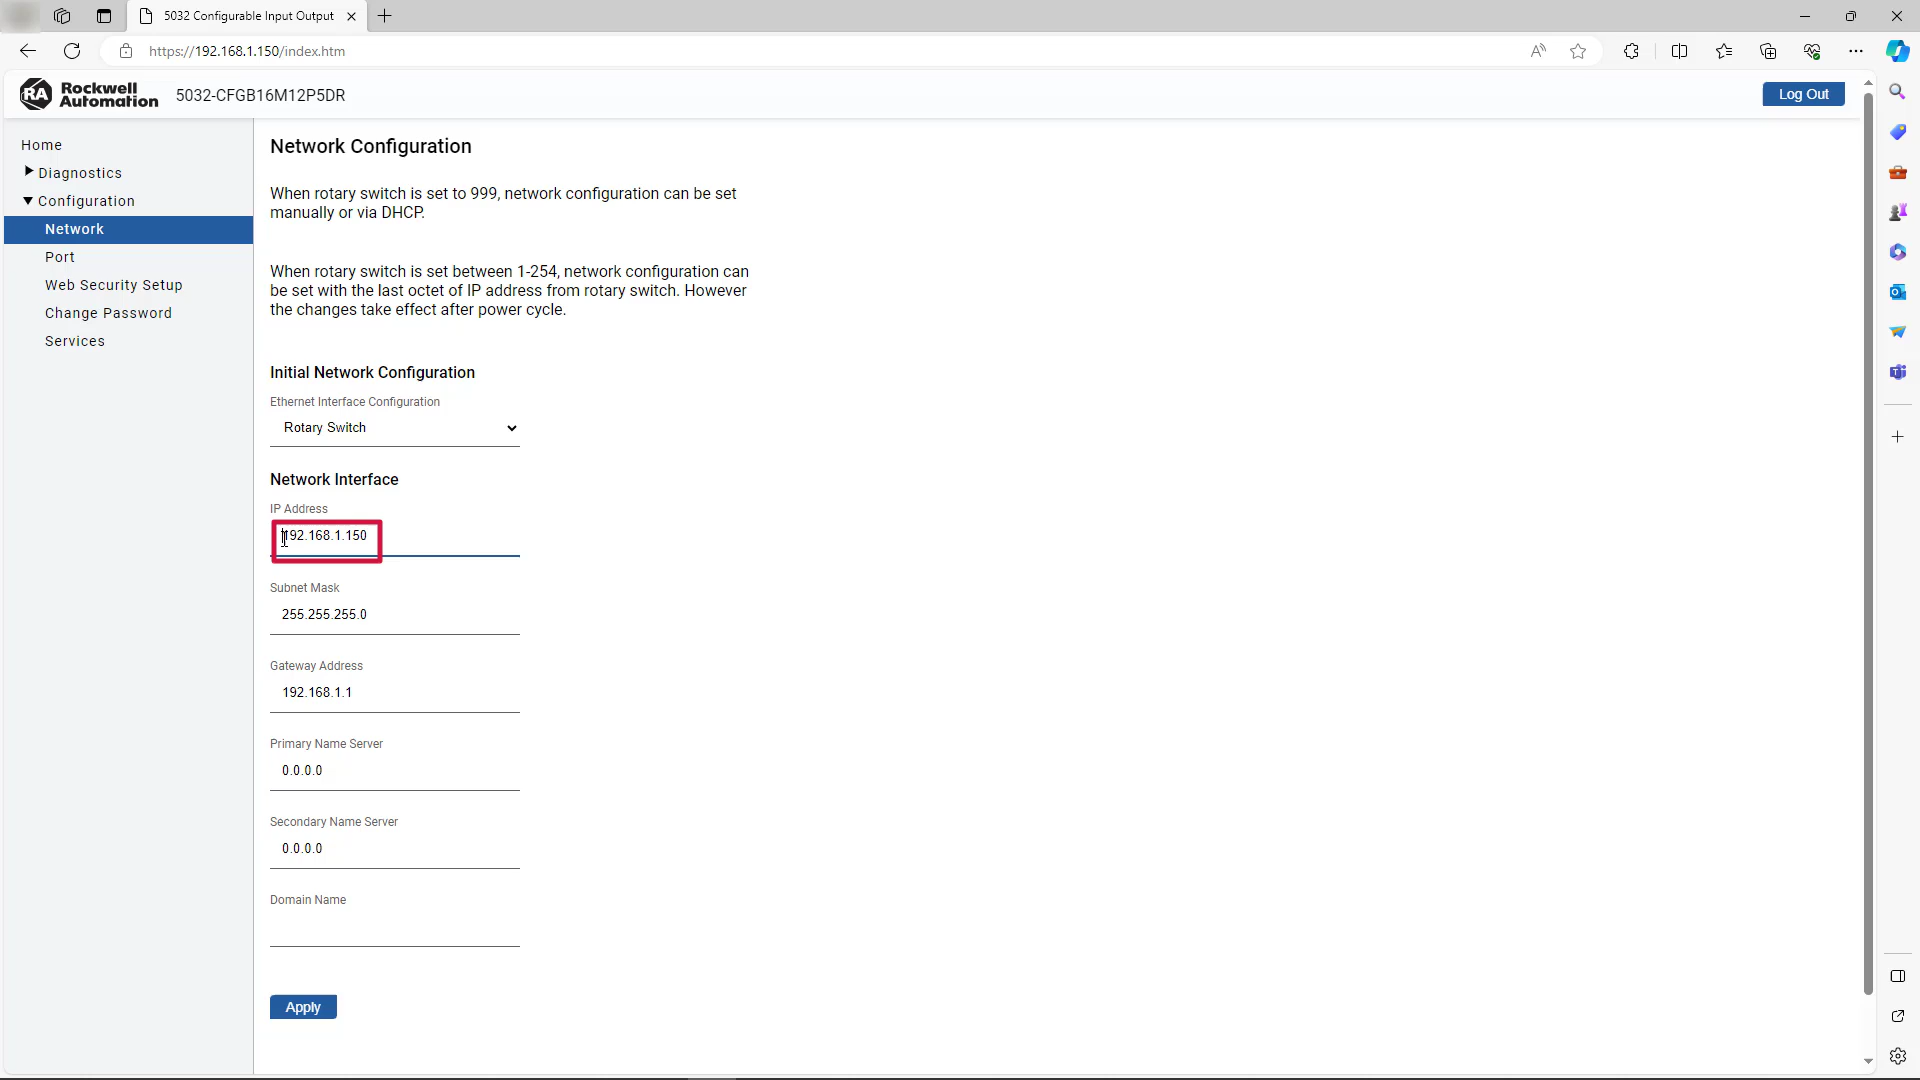 5032 Configurable Input Output
https://192.168.1.150/index.htm
RA Rockwell Automation
5032-CFGB16M12P5DR
Log Out
Home
Diagnostics
Configuration
Network
Port
Web Security Setup
Change Password
Services
Network Configuration
When rotary switch is set to 999, network configuration can be set
manually or via DHCP.
When rotary switch is set between 1-254, network configuration can
be set with the last octet of IP address from rotary switch. However
the changes take effect after power cycle.
Initial Network Configuration
Ethernet Interface Configuration
Rotary Switch
Network Interface
IP Address
192.168.1.150
Subnet Mask
255.255.255.0
Gateway Address
192.168.1.1
Primary Name Server
0.0.0.0
Secondary Name Server
0.0.0.0
Domain Name
Apply